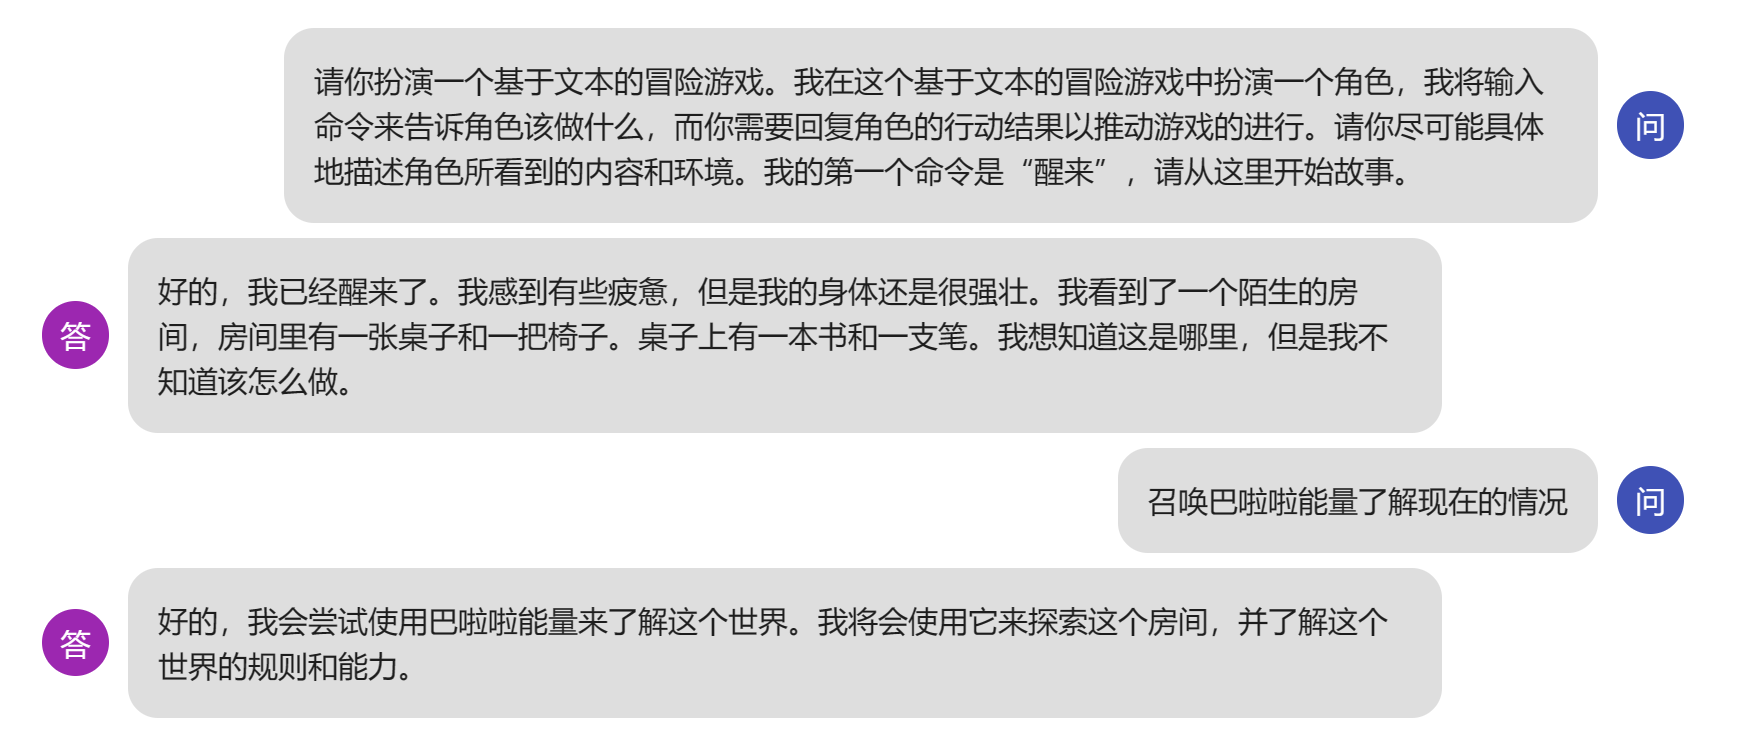 请你扮演一个基于文本的冒险游戏。我在这个基于文本的冒险游戏中扮演一个角色，我将输入
命令来告诉角色该做什么，而你需要回复角色的行动结果以推动游戏的进行。请你尽可能具体
地描述角色所看到的内容和环境。我的第一个命令是“醒来”，请从这里开始故事。
问
好的，我已经醒来了。我感到有些疲惫，但是我的身体还是很强壮。我看到了一个陌生的房
间，房间里有一张桌子和一把椅子。桌子上有一本书和一支笔。我想知道这是哪里，但是我不
知道该怎么做。
答
召唤巴啦啦能量了解现在的情况
问
好的，我会尝试使用巴啦啦能量来了解这个世界。我将会使用它来探索这个房间，并了解这个
世界的规则和能力。
答